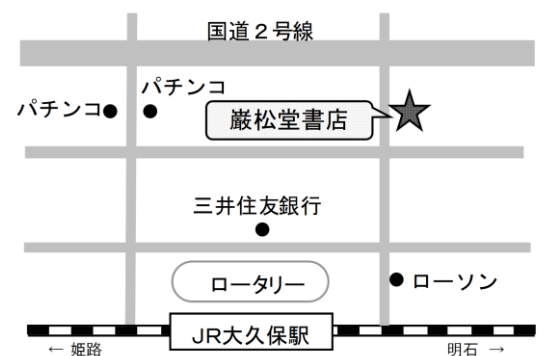 国道２号線
パチンコ
パチンコ
巌松堂書店
三井住友銀行
ロータリー
ローソン
JR大久保駅
← 姫路
明石 →